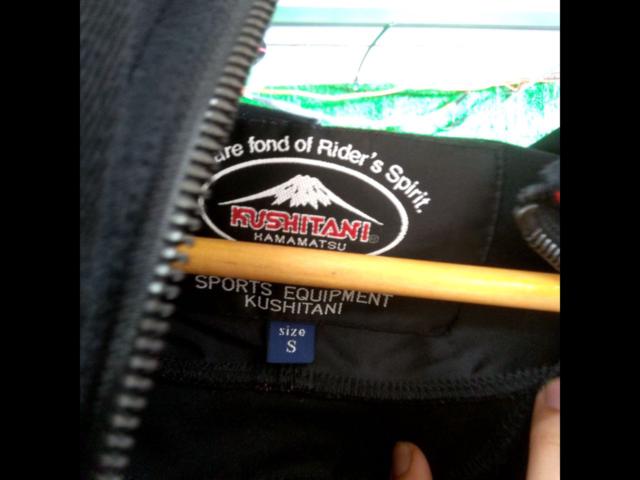 are fond of Rider's Spirit.
KUSHITANI
HAMAMATSU
SPORTS EQUIPMENT
KUSHITANI
size
S